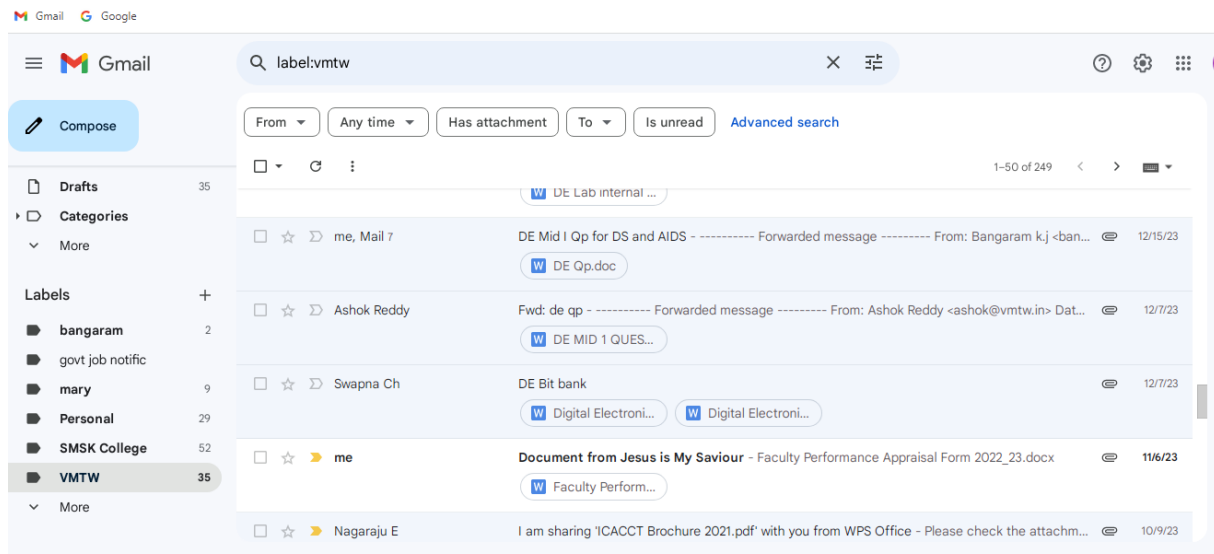 Gmail Google
Gmail
label:vmtw
Compose
From Any time Has attachment To Is unread Advanced search
1–50 of 249
Drafts 35
Categories
More
Labels +
bangaram 2
govt job notific
mary 9
Personal 29
SMSK College 52
VMTW 35
More
DE Lab internal ...
me, Mail 7 DE Mid I Qp for DS and AIDS - ---------- Forwarded message --------- From: Bangaram k.j <ban... 12/15/23
DE Qp.doc
Ashok Reddy Fwd: de qp - ---------- Forwarded message --------- From: Ashok Reddy <ashok@vmtw.in> Dat... 12/7/23
DE MID 1 QUES...
Swapna Ch DE Bit bank 12/7/23
Digital Electroni... Digital Electroni...
me Document from Jesus is My Saviour - Faculty Performance Appraisal Form 2022_23.docx 11/6/23
Faculty Perform...
Nagaraju E I am sharing 'ICACCT Brochure 2021.pdf' with you from WPS Office - Please check the attachm... 10/9/23